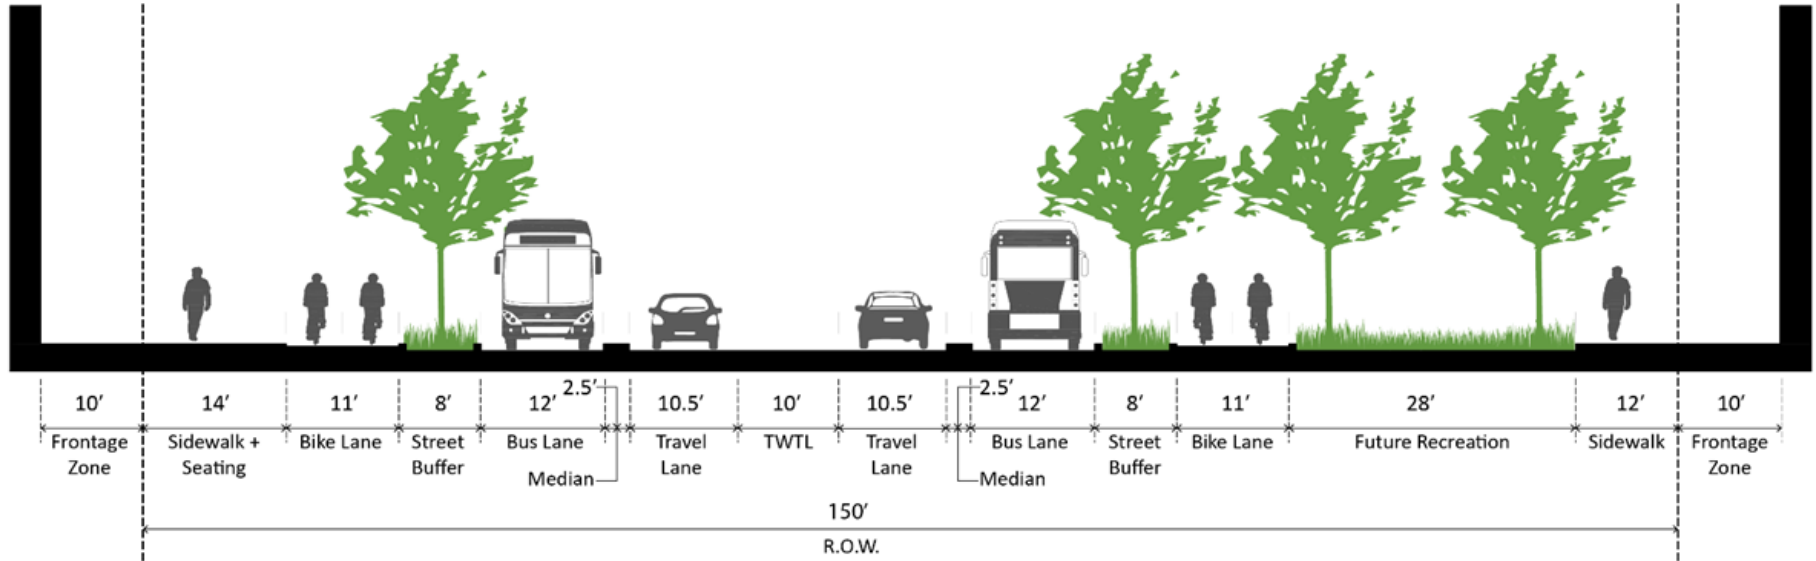 2.5’
2.5’
10’
14’
11’
8’
12’
10.5’
10’
10.5’
12’
8’
11’
28’
12’
10’
Frontage
Zone
Sidewalk +
Seating
Bike Lane
Street
Buffer
Bus Lane
Median
Travel
Lane
TWTL
Travel
Lane
Bus Lane
Median
Street
Buffer
Bike Lane
Future Recreation
Sidewalk
Frontage
Zone
150’
R.O.W.